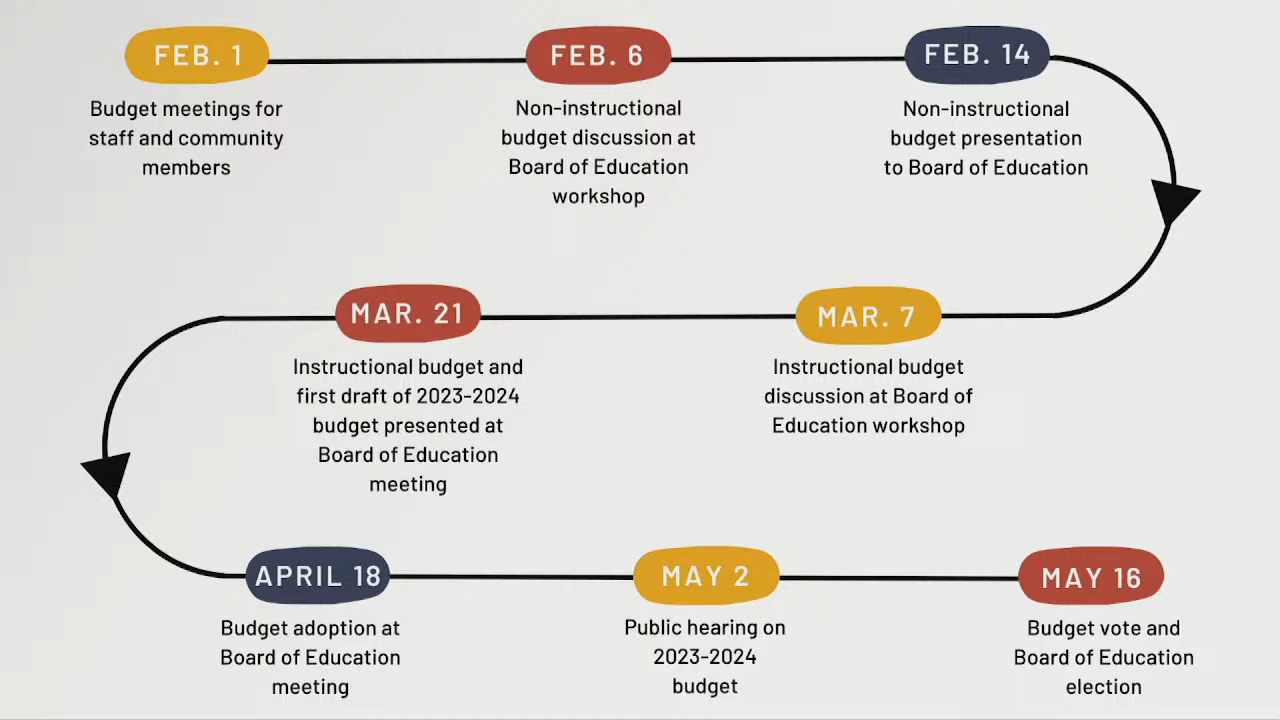 FEB. 1
Budget meetings for
staff and community
members
FEB. 6
Non-instructional
budget discussion at
Board of Education
workshop
FEB. 14
Non-instructional
budget presentation
to Board of Education
MAR. 7
Instructional budget
discussion at Board of
Education workshop
MAR. 21
Instructional budget and
first draft of 2023-2024
budget presented at
Board of Education
meeting
APRIL 18
Budget adoption at
Board of Education
meeting
MAY 2
Public hearing on
2023-2024
budget
MAY 16
Budget vote and
Board of Education
election